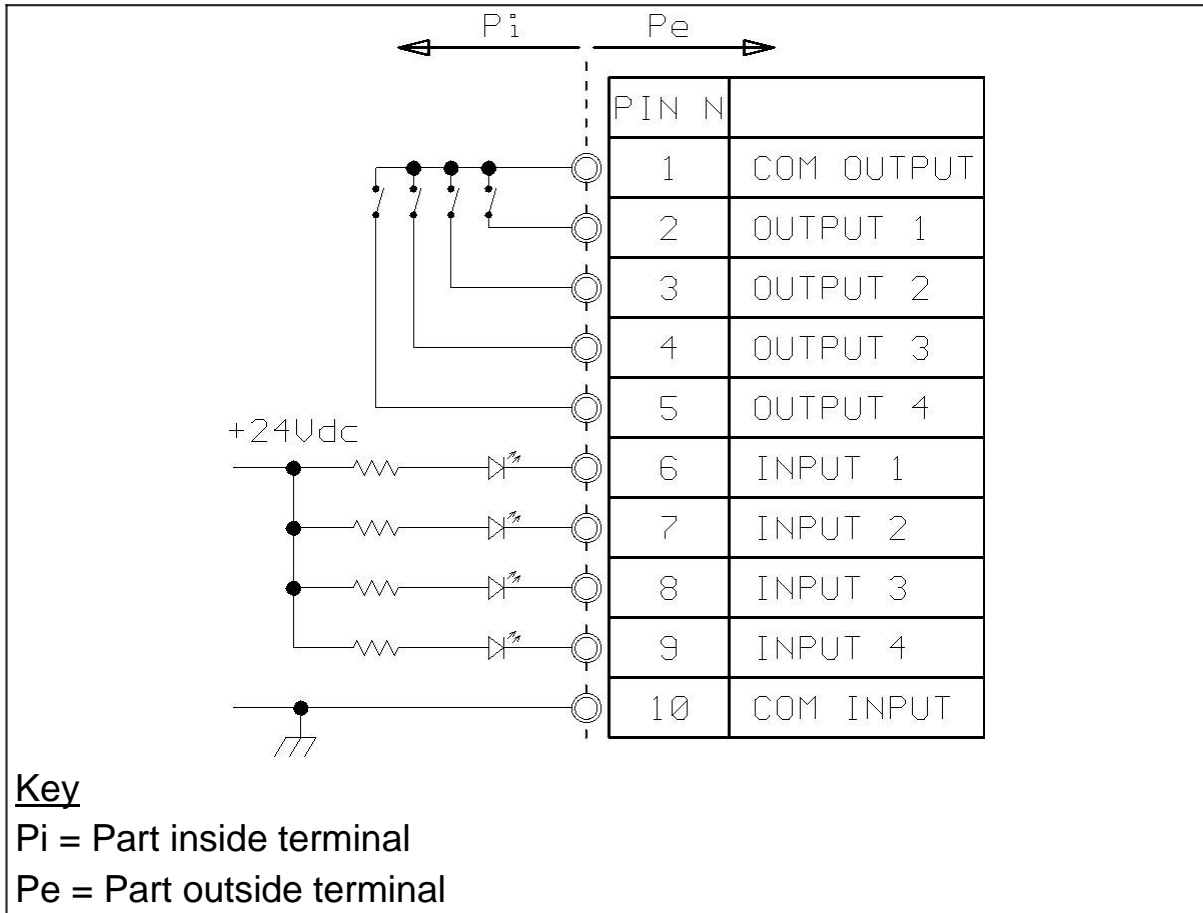 Pi Pe
PIN N
1 COM OUTPUT
2 OUTPUT 1
3 OUTPUT 2
4 OUTPUT 3
5 OUTPUT 4
+24Vdc
6 INPUT 1
7 INPUT 2
8 INPUT 3
9 INPUT 4
10 COM INPUT
Key
Pi = Part inside terminal
Pe = Part outside terminal